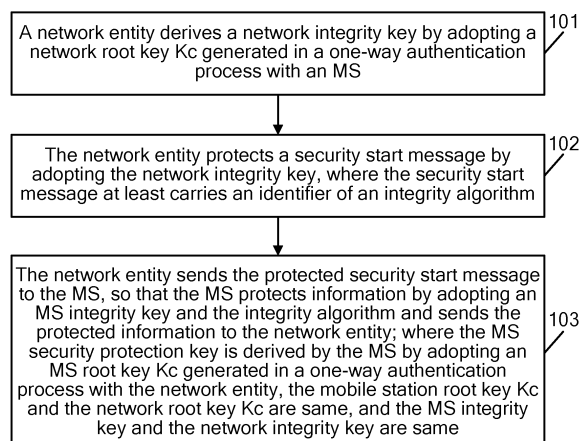 101
A network entity derives a network integrity key by adopting a
network root key Kc generated in a one-way authentication
process with an MS
102
The network entity protects a security start message by
adopting the network integrity key, where the security start
message at least carries an identifier of an integrity algorithm
103
The network entity sends the protected security start message
to the MS, so that the MS protects information by adopting an
MS integrity key and the integrity algorithm and sends the
protected information to the network entity; where the MS
security protection key is derived by the MS by adopting an
MS root key Kc generated in a one-way authentication
process with the network entity, the mobile station root key Kc
and the network root key Kc are same, and the MS integrity
key and the network integrity key are same